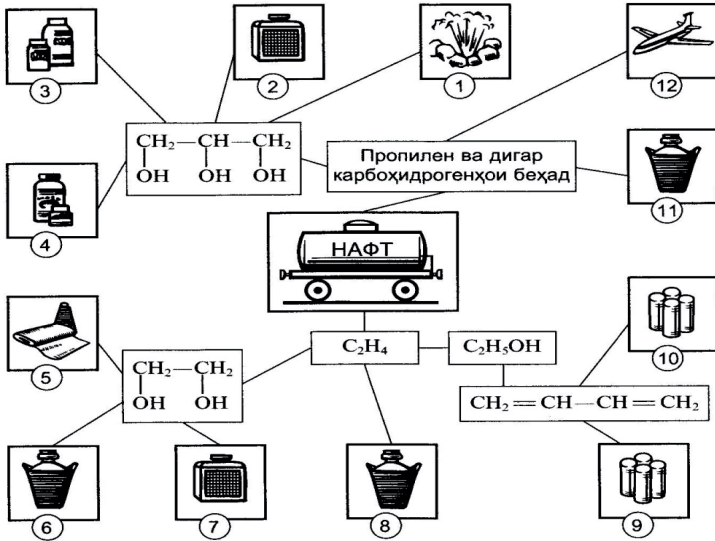 3
2
1
12
CH₂—CH—CH₂
OH OH OH
Пропилен ва дигар
карбоҳидрогенҳои беҳад
4
11
НАФТ
5
CH₂—CH₂
OH OH
C₂H₄
C₂H₅OH
10
CH₂=CH—CH=CH₂
6
7
8
9